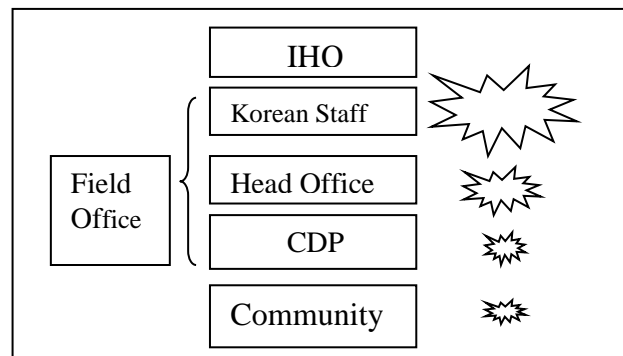 IHO
Korean Staff
Field
Office
Head Office
CDP
Community